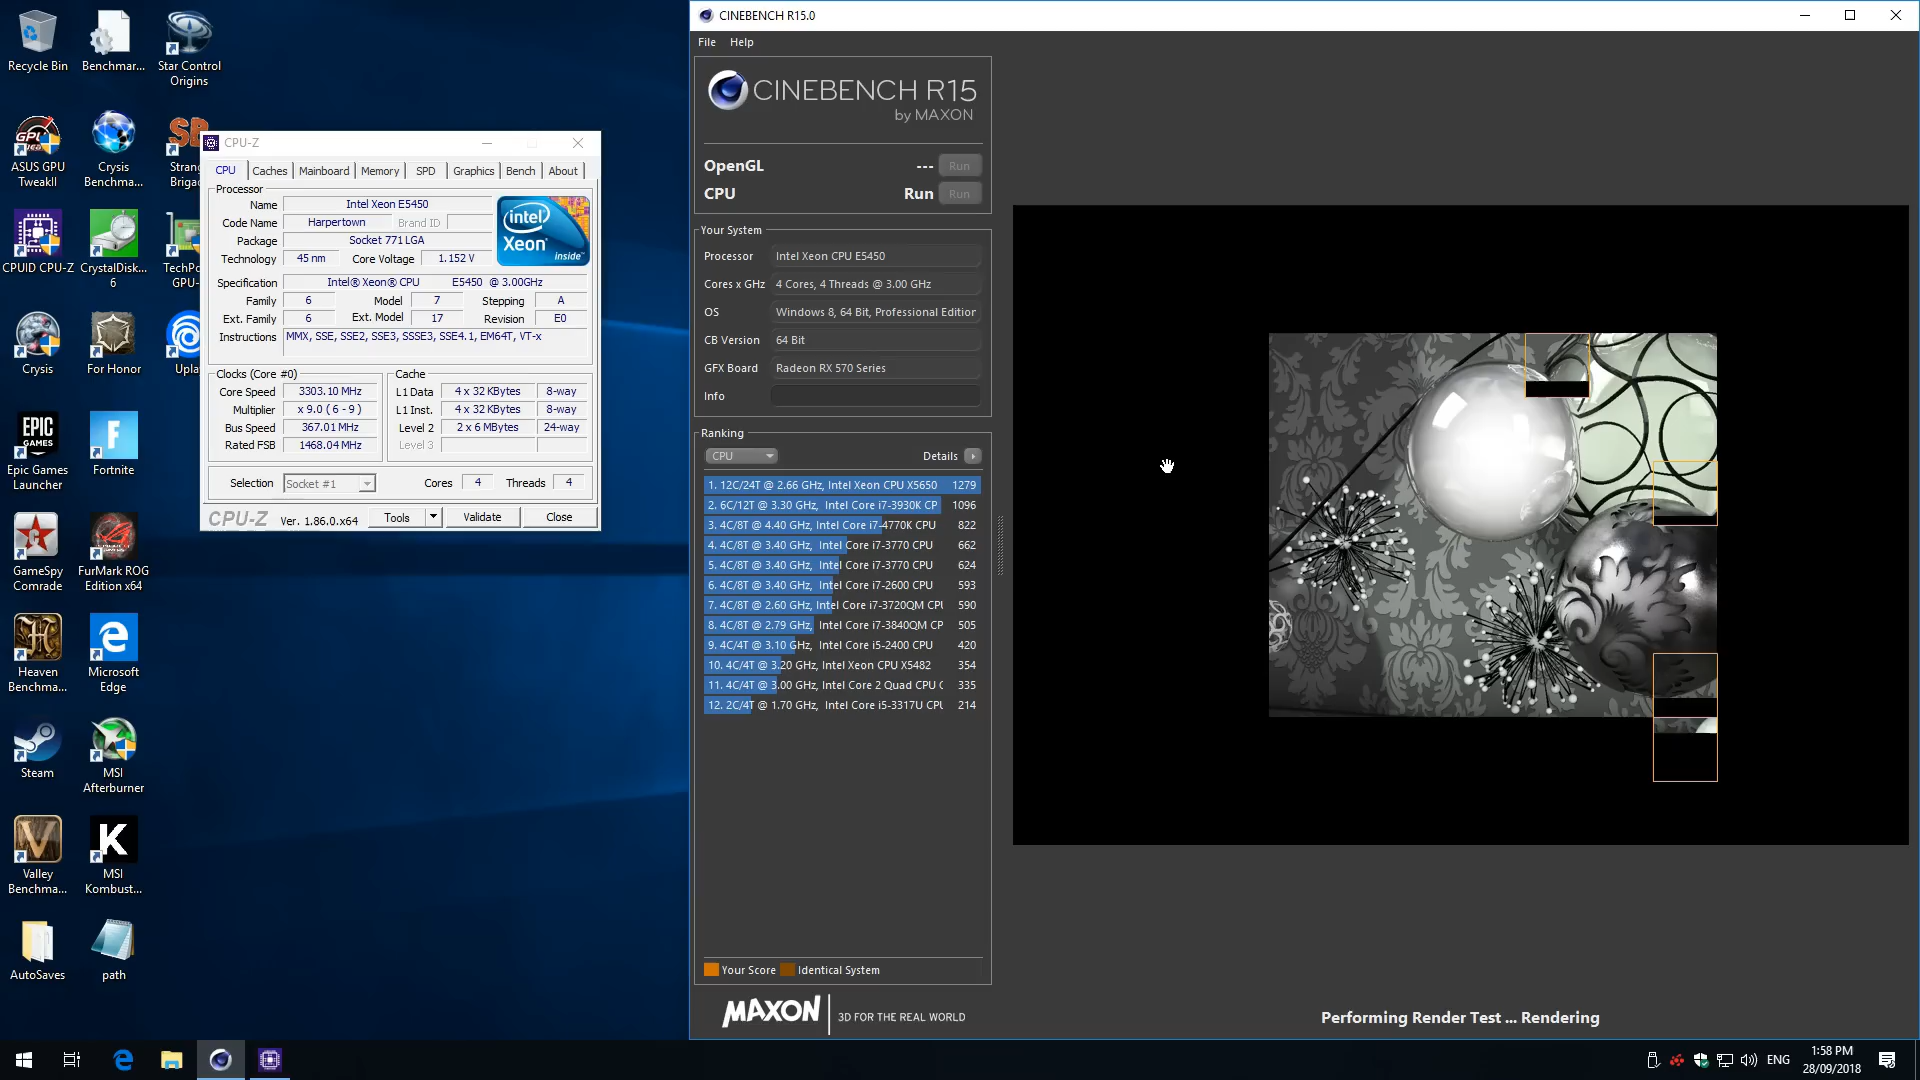 Recycle Bin
Benchmar...
Star Control
Origins
ASUS GPU
TweakII
Crysis
Benchma...
Strang
Brigad
CPUID CPU-Z
CrystalDisk...
6
TechPo
GPU-
Crysis
For Honor
Upla
EPIC
GAMES
Epic Games
Launcher
Fortnite
GameSpy
Comrade
FurMark ROG
Edition x64
Heaven
Benchma...
Microsoft
Edge
Steam
MSI
Afterburner
Valley
Benchma...
MSI
Kombust...
AutoSaves
path
CPU-Z
CPU Caches Mainboard Memory SPD Graphics Bench About
Processor
Name Intel Xeon E5450
Code Name Harpertown Brand ID
Package Socket 771 LGA
Technology 45 nm Core Voltage 1.152 V
intel
Xeon
inside™
Specification Intel® Xeon® CPU E5450 @ 3.00GHz
Family 6 Model 7 Stepping A
Ext. Family 6 Ext. Model 17 Revision E0
Instructions MMX, SSE, SSE2, SSE3, SSSE3, SSE4.1, EM64T, VT-x
Clocks (Core #0)
Core Speed 3303.10 MHz
Multiplier x 9.0 ( 6 - 9 )
Bus Speed 367.01 MHz
Rated FSB 1468.04 MHz
Cache
L1 Data 4 x 32 KBytes 8-way
L1 Inst. 4 x 32 KBytes 8-way
Level 2 2 x 6 MBytes 24-way
Level 3
Selection Socket #1 Cores 4 Threads 4
CPU-Z Ver. 1.86.0.x64 Tools Validate Close
CINEBENCH R15.0
File Help
CINEBENCH R15
by MAXON
OpenGL --- Run
CPU Run Run
Your System
Processor Intel Xeon CPU E5450
Cores x GHz 4 Cores, 4 Threads @ 3.00 GHz
OS Windows 8, 64 Bit, Professional Edition
CB Version 64 Bit
GFX Board Radeon RX 570 Series
Info
Ranking
CPU Details
1. 12C/24T @ 2.66 GHz, Intel Xeon CPU X5650 1279
2. 6C/12T @ 3.30 GHz, Intel Core i7-3930K CP 1096
3. 4C/8T @ 4.40 GHz, Intel Core i7-4770K CPU 822
4. 4C/8T @ 3.40 GHz, Intel Core i7-3770 CPU 662
5. 4C/8T @ 3.40 GHz, Intel Core i7-3770 CPU 624
6. 4C/8T @ 3.40 GHz, Intel Core i7-2600 CPU 593
7. 4C/8T @ 2.60 GHz, Intel Core i7-3720QM CPU 590
8. 4C/8T @ 2.79 GHz, Intel Core i7-3840QM CP 505
9. 4C/4T @ 3.10 GHz, Intel Core i5-2400 CPU 420
10. 4C/4T @ 3.20 GHz, Intel Xeon CPU X5482 354
11. 4C/4T @ 3.00 GHz, Intel Core 2 Quad CPU Q 335
12. 2C/4T @ 1.70 GHz, Intel Core i5-3317U CPU 214
Your Score Identical System
MAXON 3D FOR THE REAL WORLD
Performing Render Test ... Rendering
ENG
1:58 PM
28/09/2018